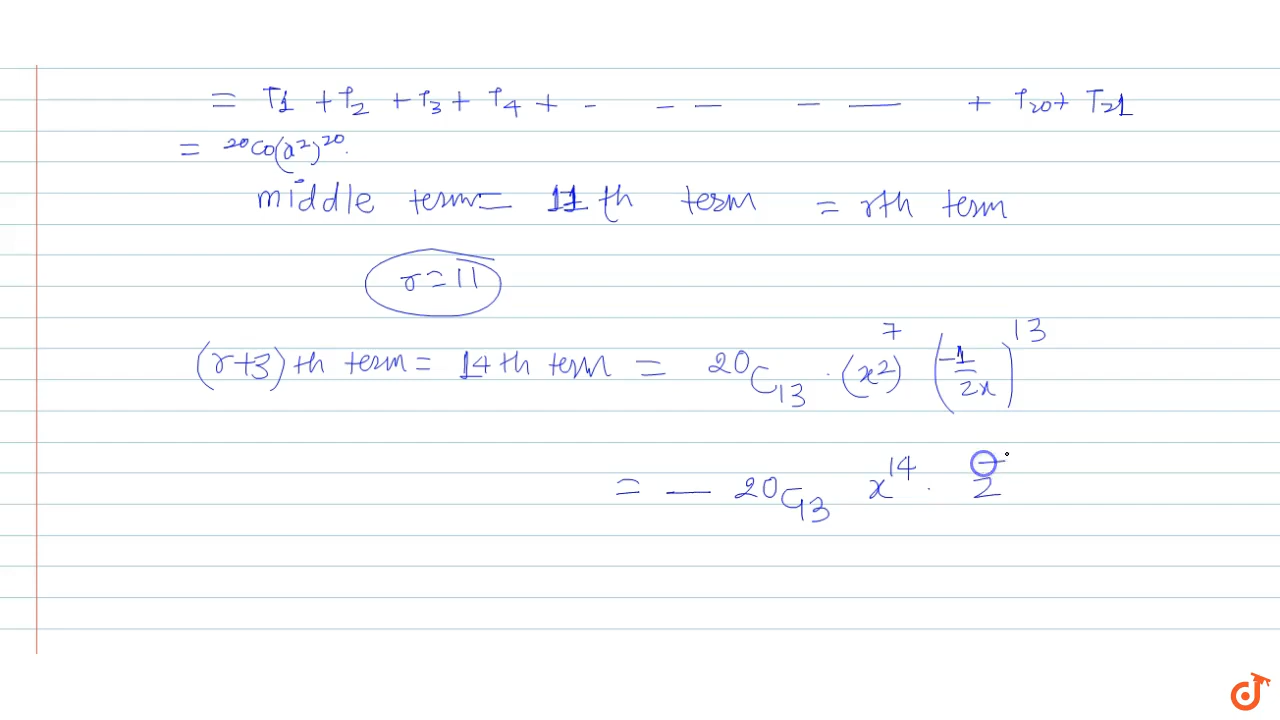 = T1 + T2 + T3 + T4 + - - — - — + T20 + T21
= ²⁰C0(x²)²⁰.
middle term = 11 th term = rth term
r = 11
(r+3)th term = 14 th term = ²⁰C₁₃ · (x²)⁷ (-1/2x)¹³
= — ²⁰C₁₃ x¹⁴ · 2⁻